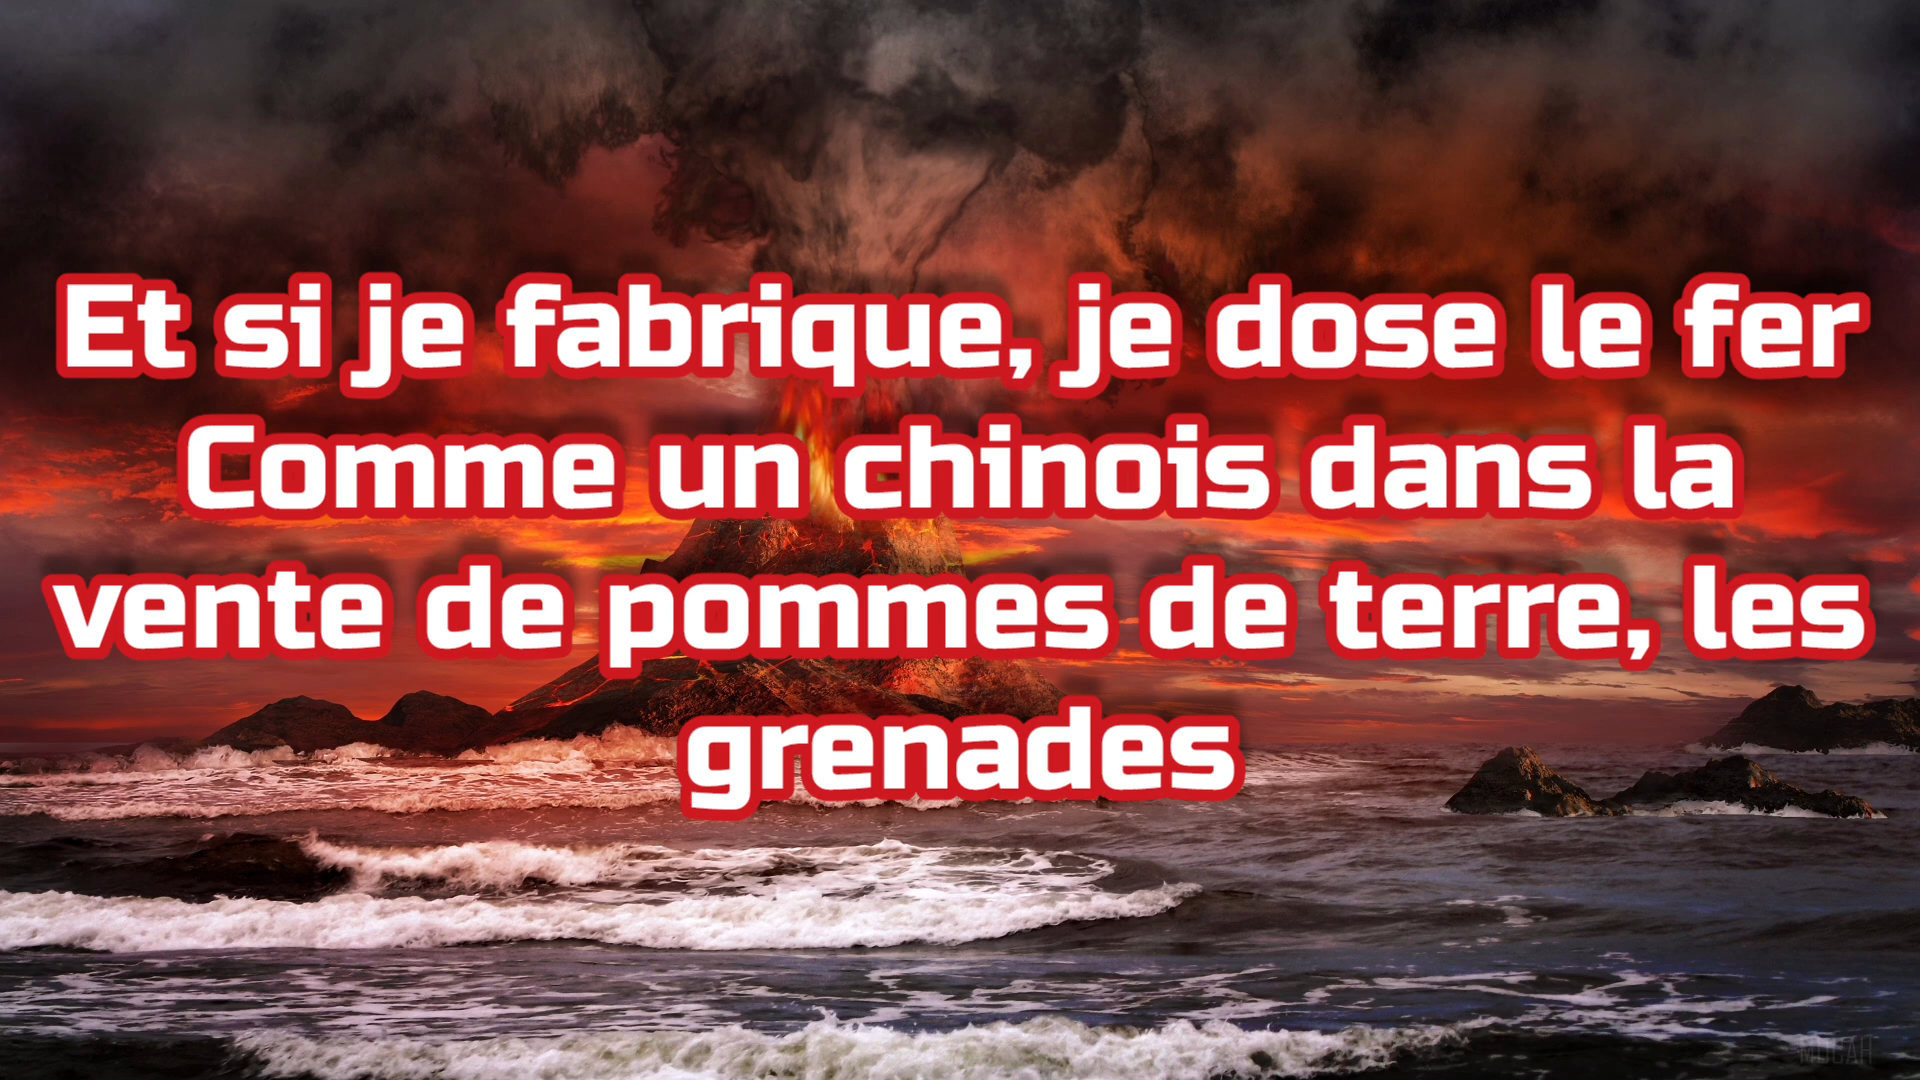 Et si je fabrique, je dose le fer
Comme un chinois dans la
vente de pommes de terre, les
grenades
MOCAH